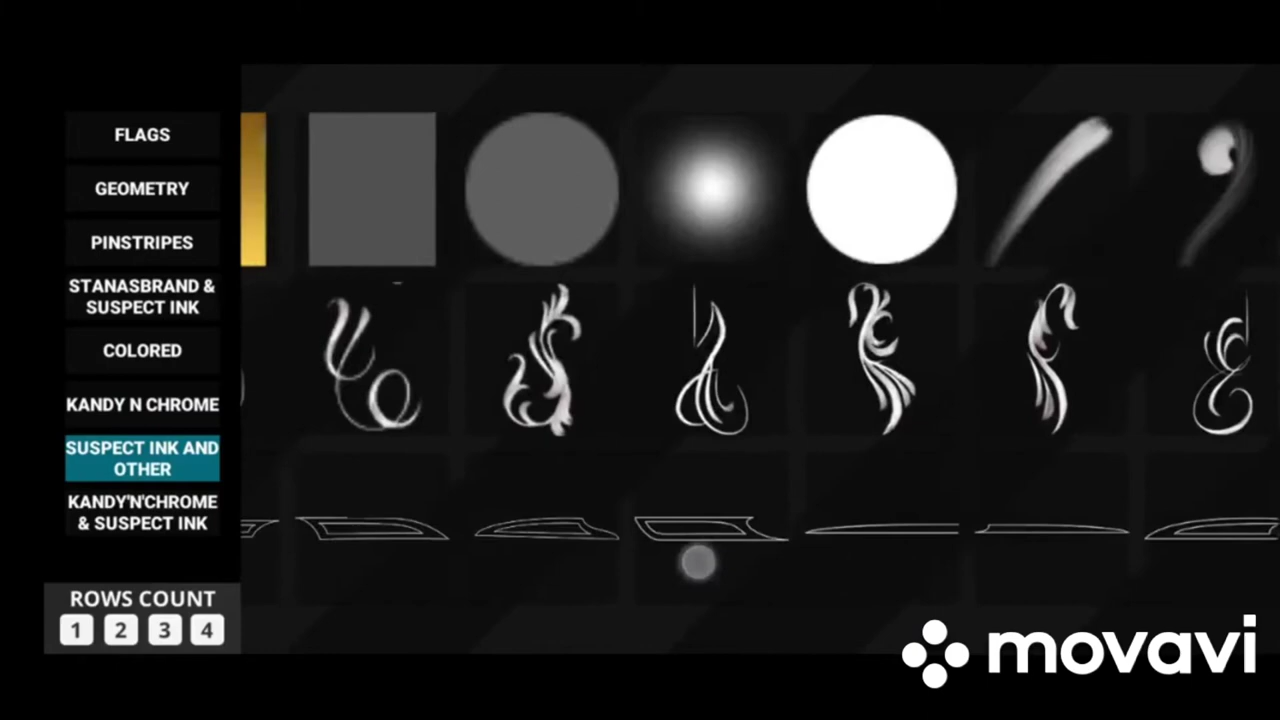 FLAGS
GEOMETRY
PINSTRIPES
STANASBRAND &
SUSPECT INK
COLORED
KANDY N CHROME
SUSPECT INK AND
OTHER
KANDY'N'CHROME
& SUSPECT INK
ROWS COUNT
1 2 3 4
movavi